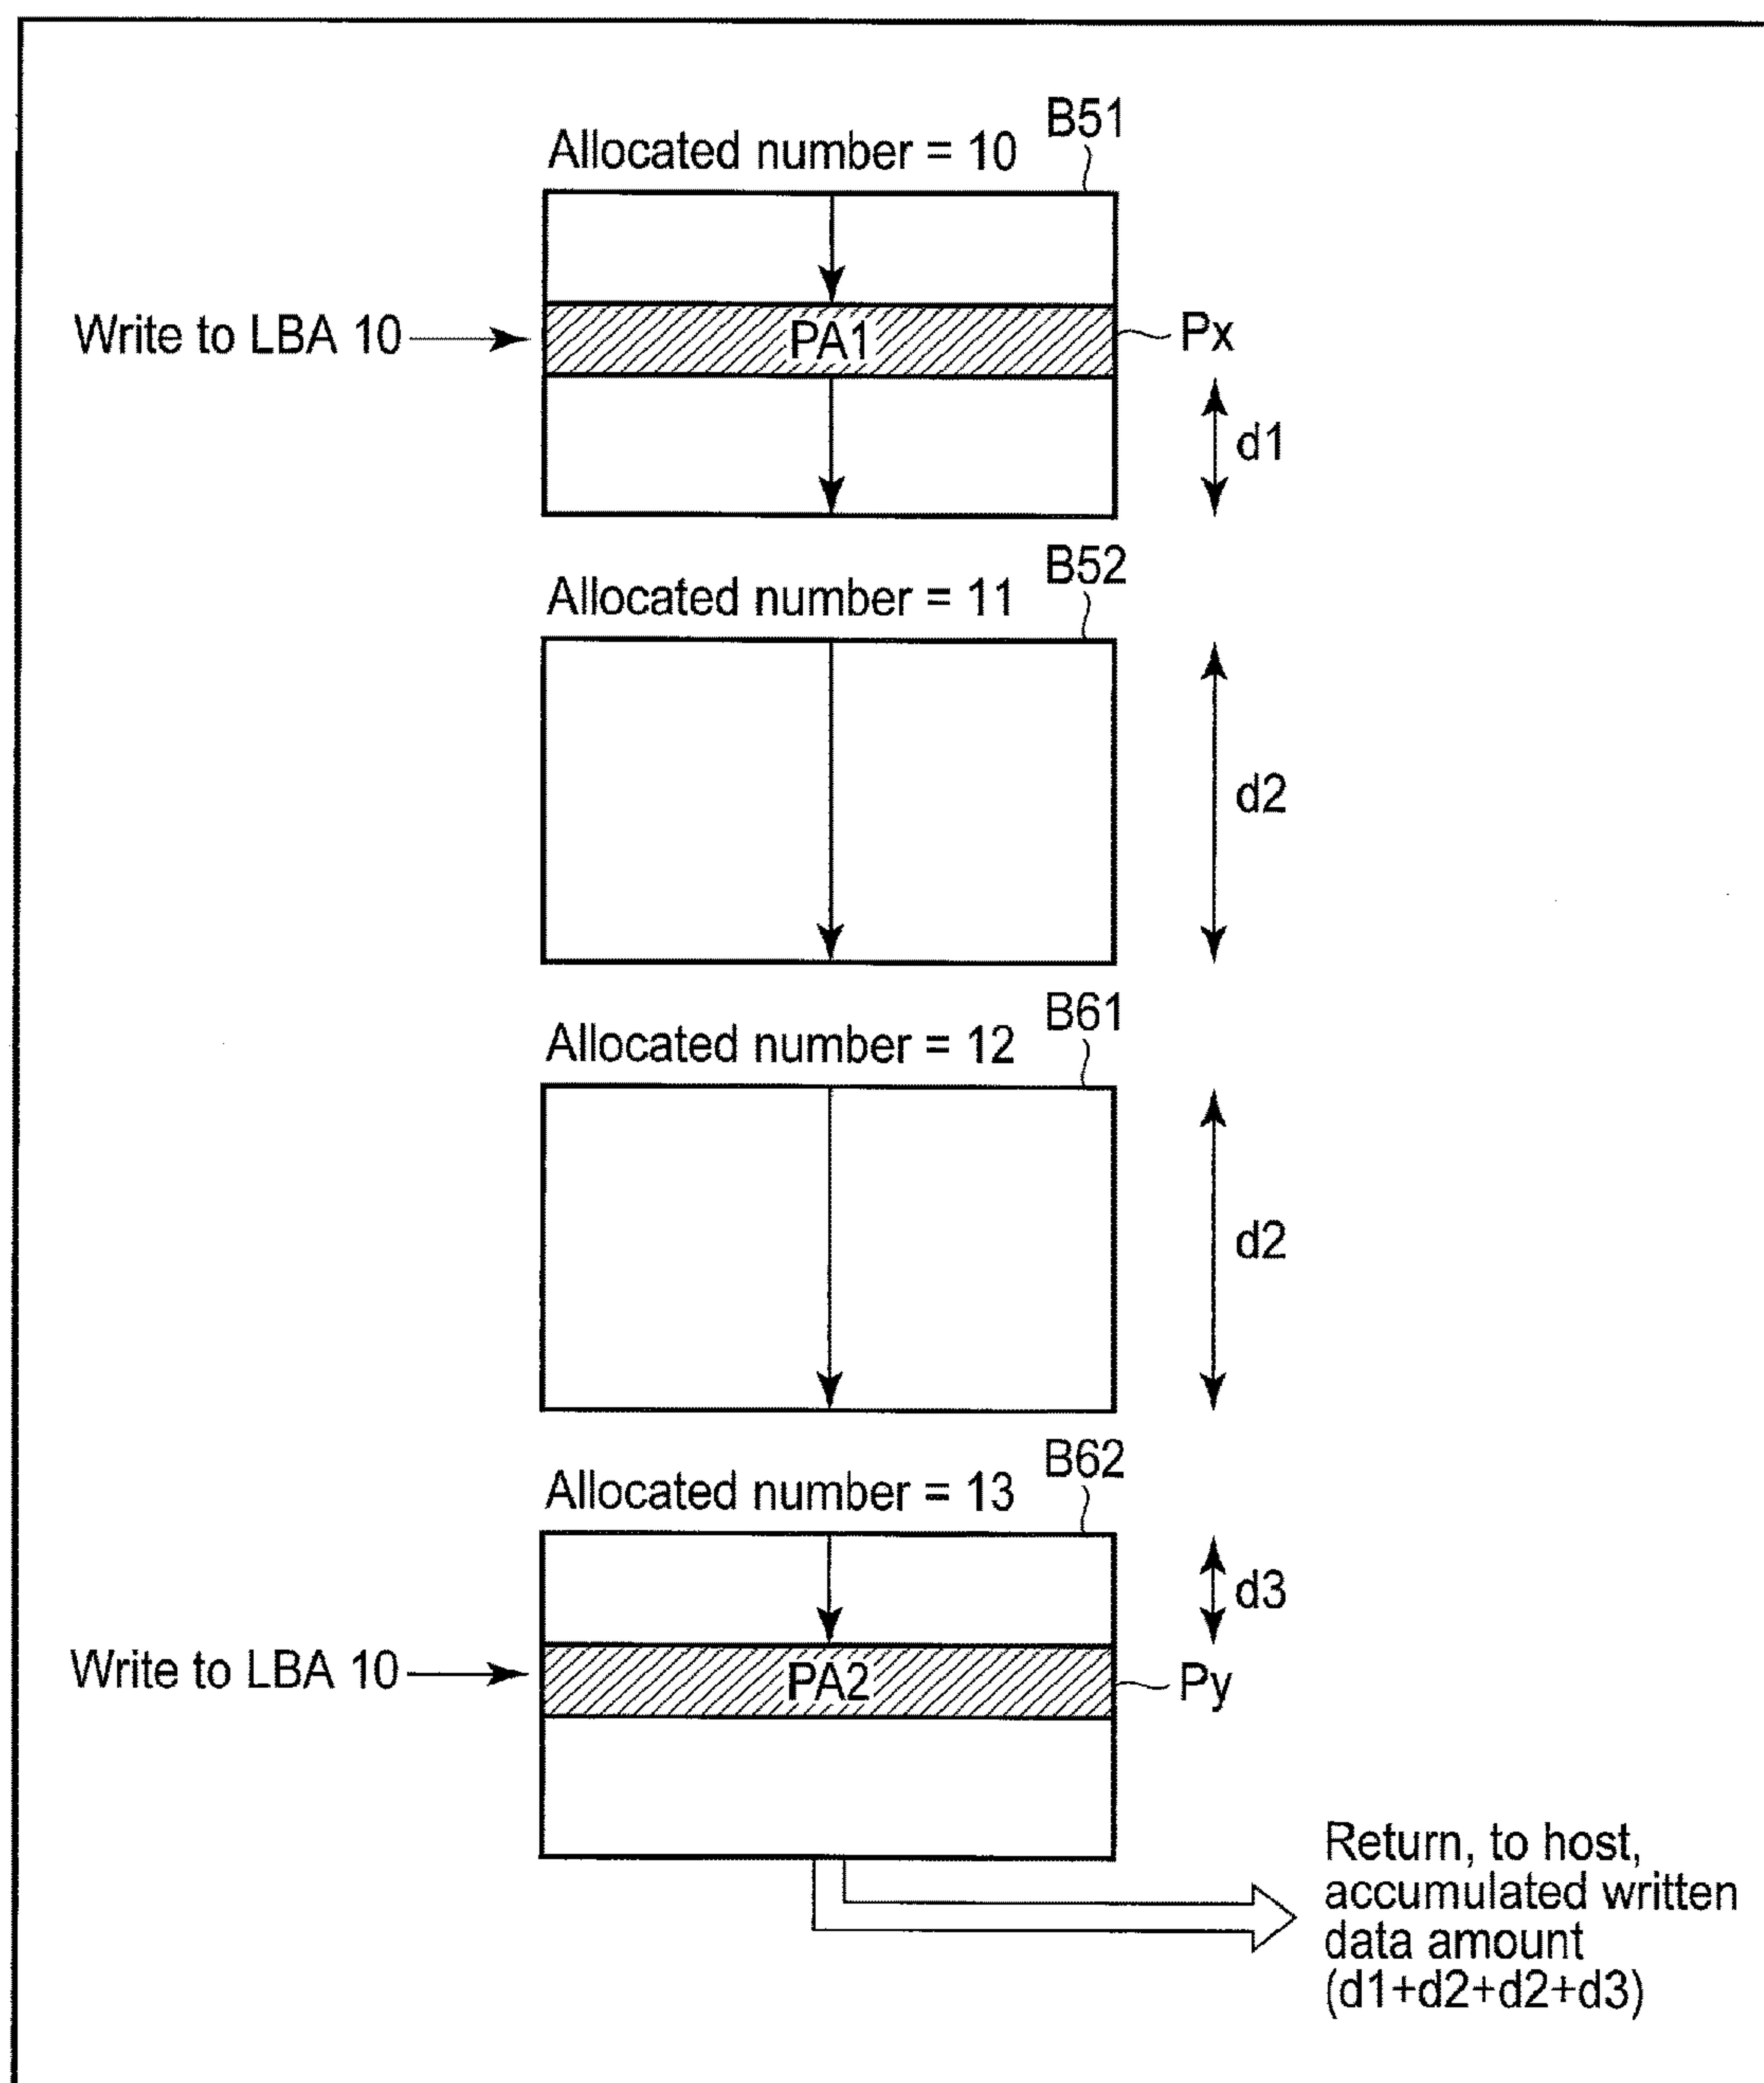 Allocated number = 10
B51
Write to LBA 10
PA1
Px
d1
Allocated number = 11
B52
d2
Allocated number = 12
B61
d2
Allocated number = 13
B62
d3
Write to LBA 10
PA2
Py
Return, to host,
accumulated written
data amount
(d1+d2+d2+d3)